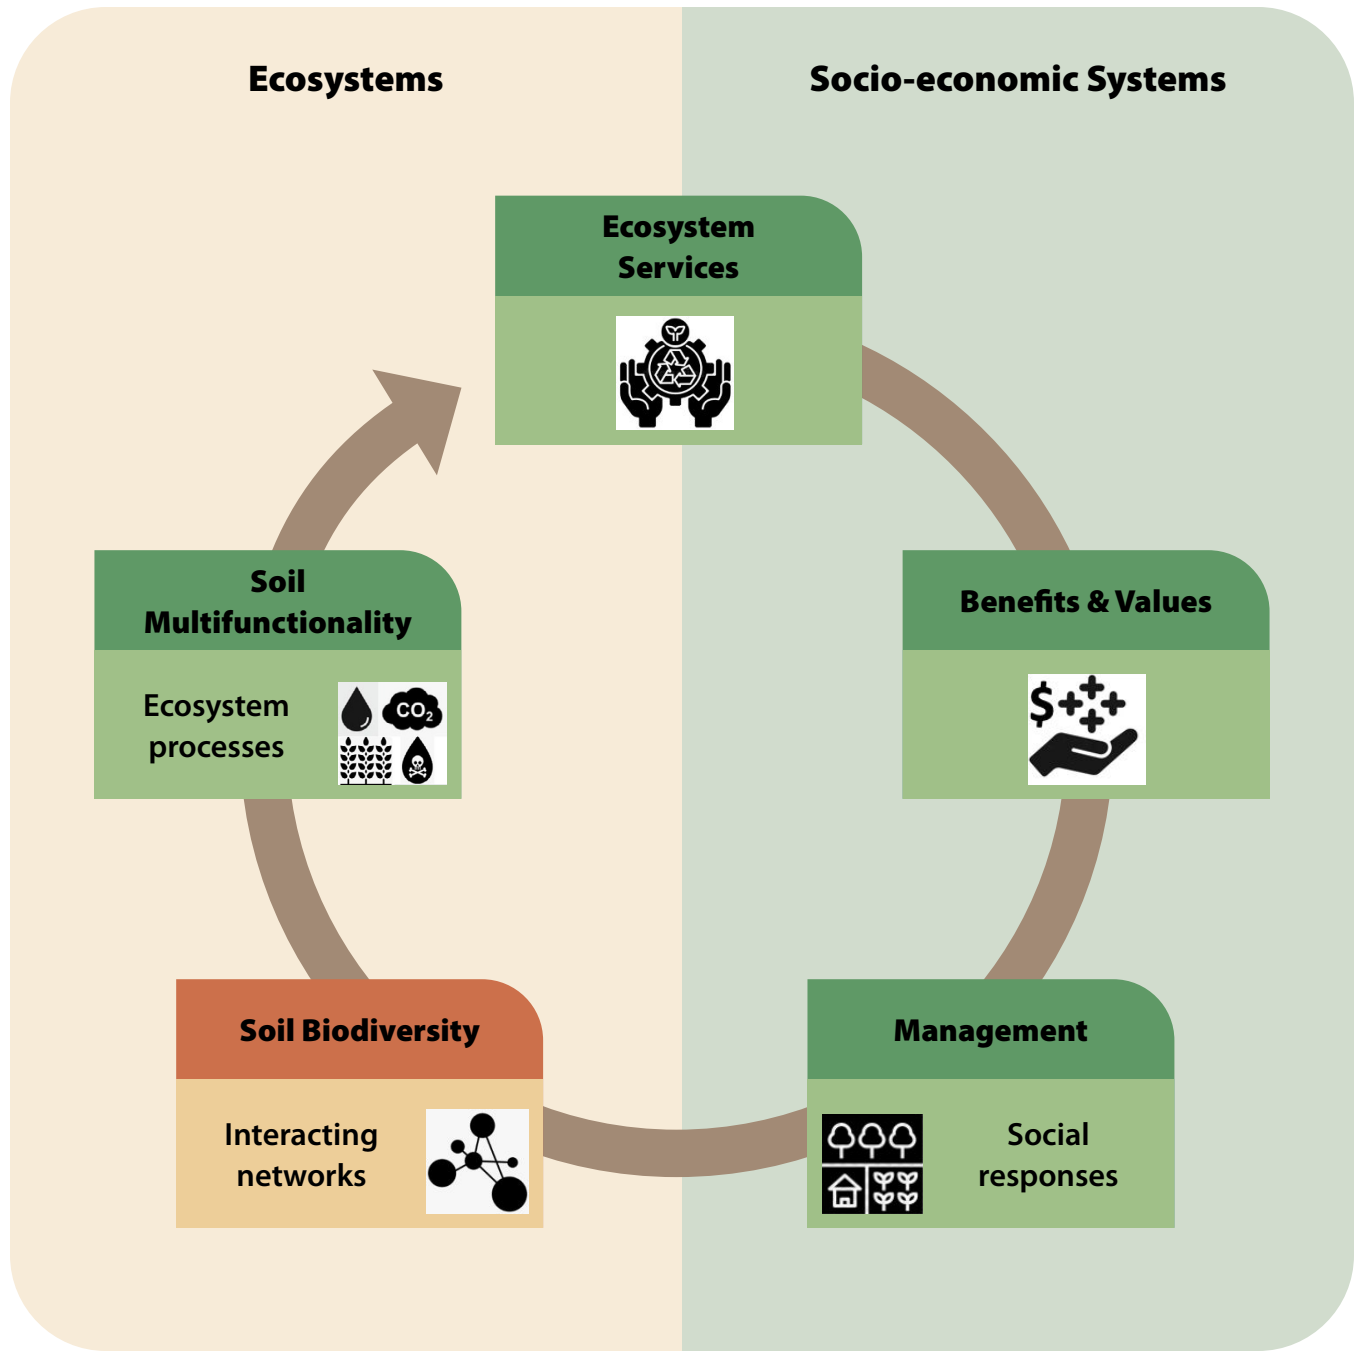 Ecosystems
Socio-economic Systems
Ecosystem
Services
Soil
Multifunctionality
Ecosystem
processes
CO₂
Benefits & Values
$
Soil Biodiversity
Interacting
networks
Management
Social
responses